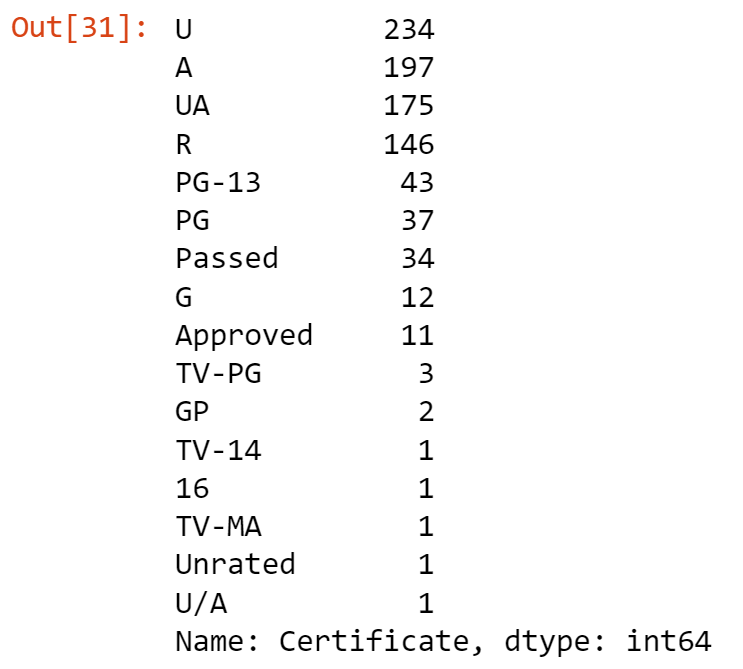 Out[31]: U 234
A 197
UA 175
R 146
PG-13 43
PG 37
Passed 34
G 12
Approved 11
TV-PG 3
GP 2
TV-14 1
16 1
TV-MA 1
Unrated 1
U/A 1
Name: Certificate, dtype: int64